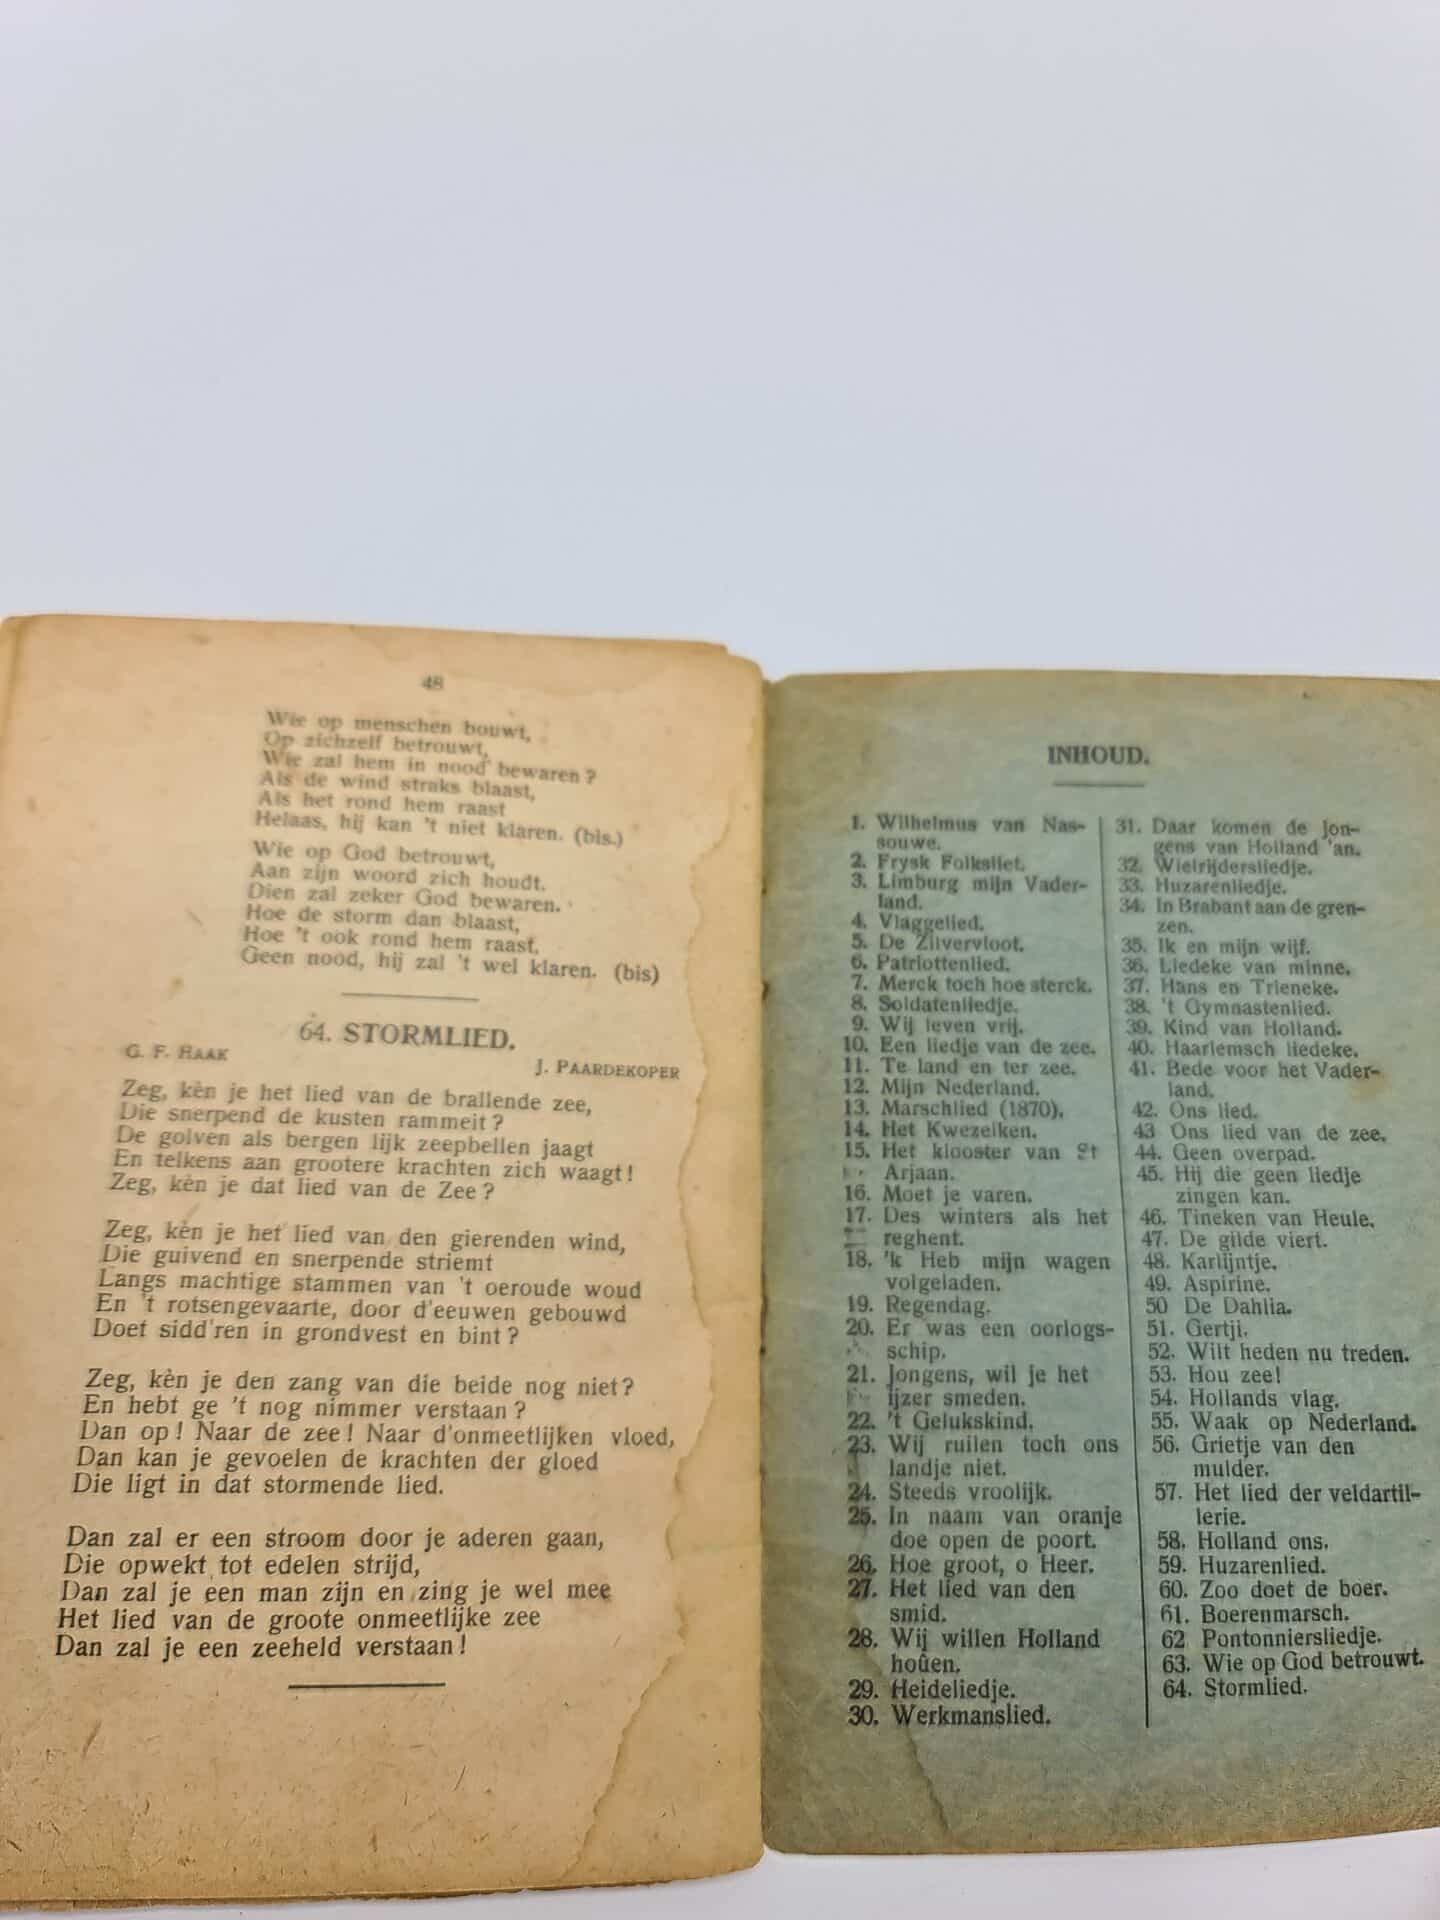 48
Wie op menschen bouwt,
Op zichzelf betrouwt,
Wie zal hem in nood bewaren?
Als de wind straks blaast,
Als het rond hem raast
Helaas, hij kan 't niet klaren. (bis.)
Wie op God betrouwt,
Aan zijn woord zich houdt.
Dien zal zeker God bewaren.
Hoe de storm dan blaast,
Hoe 't ook rond hem raast,
Geen nood, hij zal 't wel klaren. (bis)
64. STORMLIED.
G. F. HAAK
J. PAARDEKOPER
Zeg, kèn je het lied van de brallende zee,
Die snerpend de kusten rammeit?
De golven als bergen lijk zeepbellen jaagt
En telkens aan grootere krachten zich waagt!
Zeg, kèn je dat lied van de Zee?
Zeg, kèn je het lied van den gierenden wind,
Die guivend en snerpende striemt
Langs machtige stammen van 't oeroude woud
En 't rotsengevaarte, door d'eeuwen gebouwd
Doet sidd'ren in grondvest en bint?
Zeg, kèn je den zang van die beide nog niet?
En hebt ge 't nog nimmer verstaan?
Dan op! Naar de zee! Naar d'onmeetlijken vloed,
Dan kan je gevoelen de krachten der gloed
Die ligt in dat stormende lied.
Dan zal er een stroom door je aderen gaan,
Die opwekt tot edelen strijd,
Dan zal je een man zijn en zing je wel mee
Het lied van de groote onmeetlijke zee
Dan zal je een zeeheld verstaan!
INHOUD.
1. Wilhelmus van Nas-
souwe.
2. Frysk Folksliet.
3. Limburg mijn Vader-
land.
4. Vlaggelied.
5. De Zilvervloot.
6. Patriottenlied.
7. Merck toch hoe sterck.
8. Soldatenliedje.
9. Wij leven vrij.
10. Een liedje van de zee.
11. Te land en ter zee.
12. Mijn Nederland.
13. Marschlied (1870).
14. Het Kwezelken.
15. Het klooster van St
Arjaan.
16. Moet je varen.
17. Des winters als het
reghent.
18. 'k Heb mijn wagen
volgeladen.
19. Regendag.
20. Er was een oorlogs-
schip.
21. Jongens, wil je het
ijzer smeden.
22. 't Gelukskind.
23. Wij ruilen toch ons
landje niet.
24. Steeds vroolijk.
25. In naam van oranje
doe open de poort.
26. Hoe groot, o Heer.
27. Het lied van den
smid.
28. Wij willen Holland
hoûen.
29. Heideliedje.
30. Werkmanslied.
31. Daar komen de jon-
gens van Holland 'an.
32. Wielrijdersliedje.
33. Huzarenliedje.
34. In Brabant aan de gren-
zen.
35. Ik en mijn wijf.
36. Liedeke van minne.
37. Hans en Trieneke.
38. 't Gymnastenlied.
39. Kind van Holland.
40. Haarlemsch liedeke.
41. Bede voor het Vader-
land.
42. Ons lied.
43 Ons lied van de zee.
44. Geen overpad.
45. Hij die geen liedje
zingen kan.
46. Tineken van Heule.
47. De gilde viert.
48. Karlijntje.
49. Aspirine.
50 De Dahlia.
51. Gertji.
52. Wilt heden nu treden.
53. Hou zee!
54. Hollands vlag.
55. Waak op Nederland.
56. Grietje van den
mulder.
57. Het lied der veldartil-
lerie.
58. Holland ons.
59. Huzarenlied.
60. Zoo doet de boer.
61. Boerenmarsch.
62 Pontonniersliedje.
63. Wie op God betrouwt.
64. Stormlied.